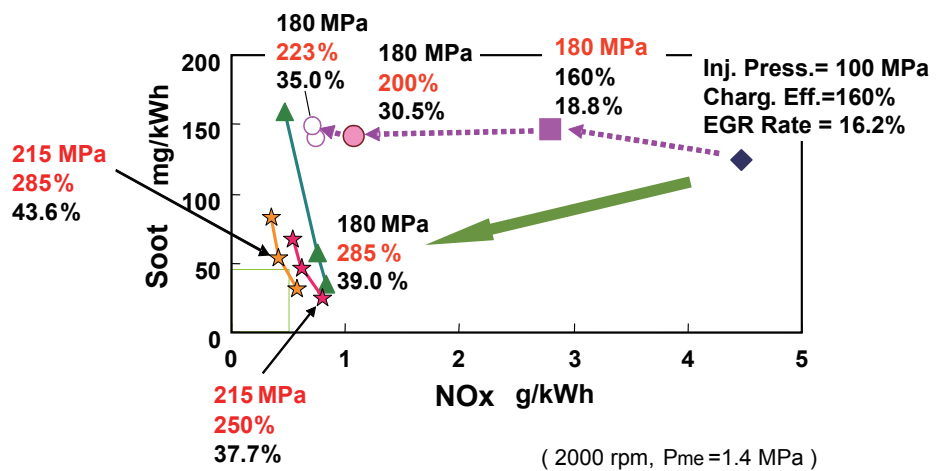 180 MPa
223%
35.0%
180 MPa
200%
30.5%
180 MPa
160%
18.8%
Inj. Press.= 100 MPa
Charg. Eff.=160%
EGR Rate = 16.2%
215 MPa
285%
43.6%
180 MPa
285 %
39.0 %
215 MPa
250%
37.7%
Soot mg/kWh
200
150
100
50
0
0 1 2 3 4 5
NOx g/kWh
( 2000 rpm, Pme =1.4 MPa )